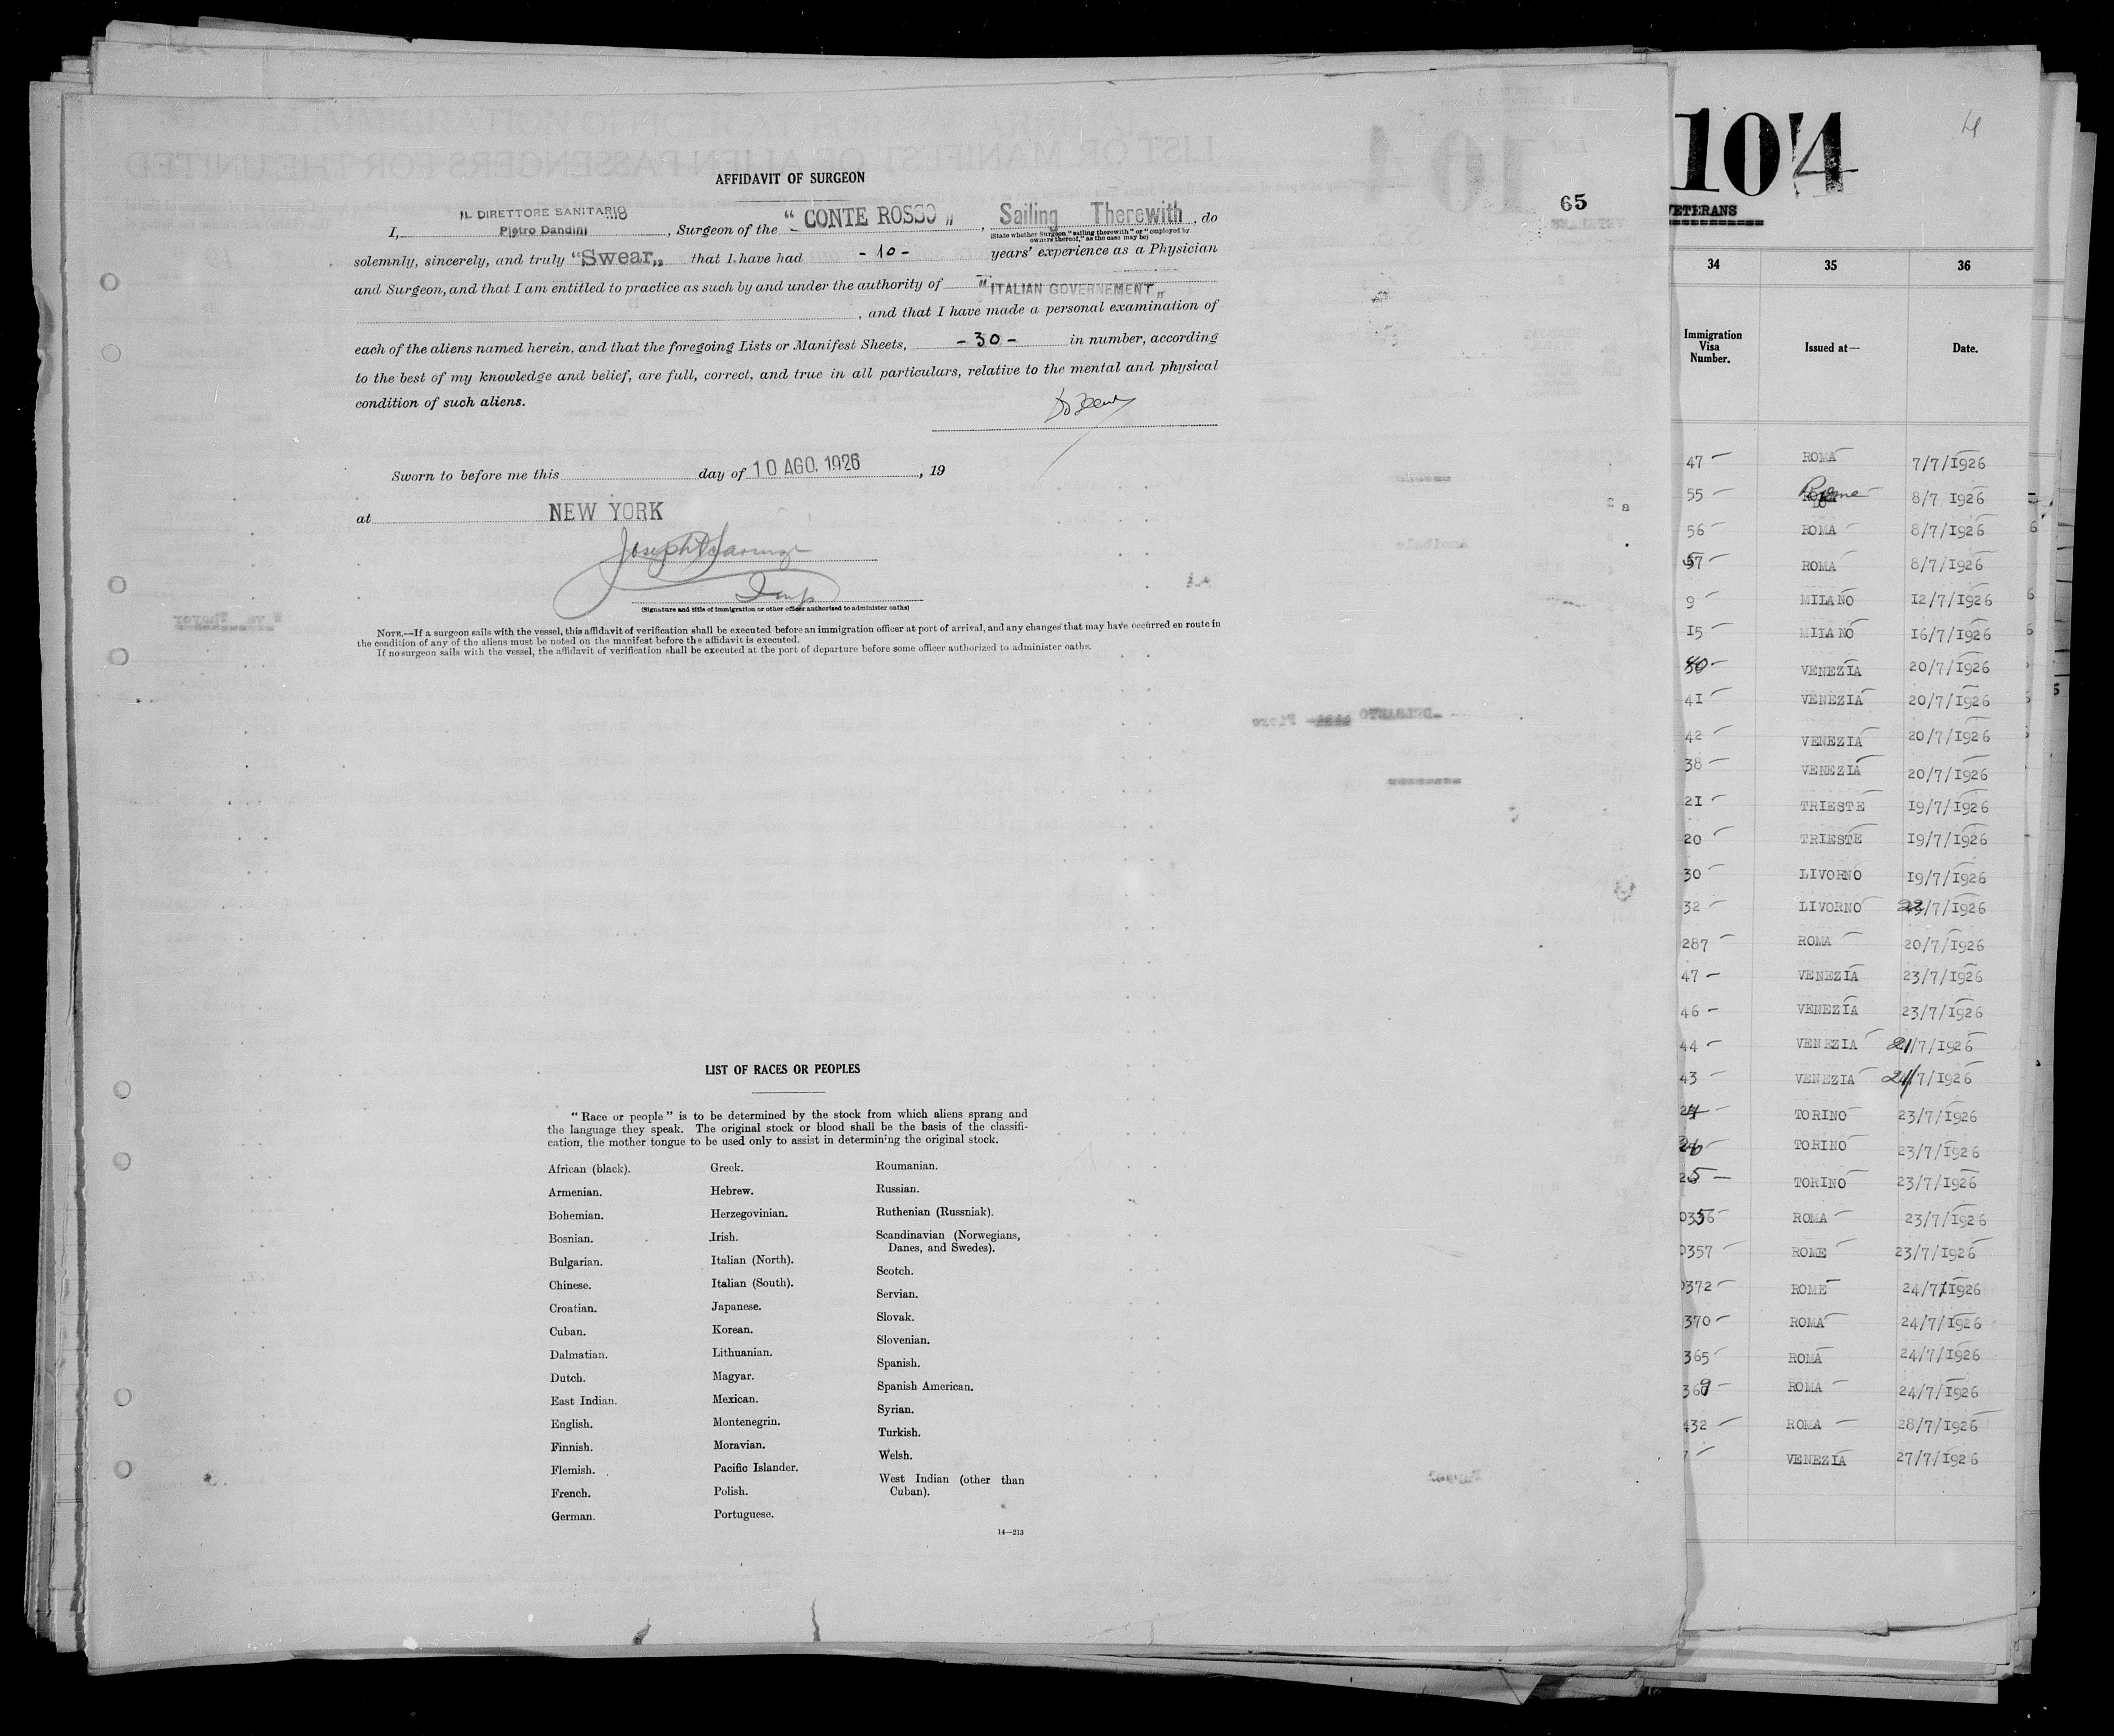 AFFIDAVIT OF SURGEON
65
IL DIRETTORE SANITARIO
I, Pietro Dandini, Surgeon of the " CONTE ROSSO „, Sailing Therewith, do
(State whether Surgeon "sailing therewith" or "employed by owners thereof," as the case may be)
solemnly, sincerely, and truly "Swear„ that I have had - 10 - years' experience as a Physician
and Surgeon, and that I am entitled to practice as such by and under the authority of "ITALIAN GOVERNEMENT„
, and that I have made a personal examination of
each of the aliens named herein, and that the foregoing Lists or Manifest Sheets, - 30 - in number, according
to the best of my knowledge and belief, are full, correct, and true in all particulars, relative to the mental and physical
condition of such aliens.
Sworn to before me this day of 10 AGO. 1926, 19
at NEW YORK
Insp
(Signature and title of immigration or other officer authorized to administer oaths)
NOTE.—If a surgeon sails with the vessel, this affidavit of verification shall be executed before an immigration officer at port of arrival, and any changes that may have occurred en route in
the condition of any of the aliens must be noted on the manifest before the affidavit is executed.
If no surgeon sails with the vessel, the affidavit of verification shall be executed at the port of departure before some officer authorized to administer oaths.
LIST OF RACES OR PEOPLES
" Race or people " is to be determined by the stock from which aliens sprang and
the language they speak. The original stock or blood shall be the basis of the classifi-
cation, the mother tongue to be used only to assist in determining the original stock.
African (black).
Armenian.
Bohemian.
Bosnian.
Bulgarian.
Chinese.
Croatian.
Cuban.
Dalmatian.
Dutch.
East Indian.
English.
Finnish.
Flemish.
French.
German.
Greek.
Hebrew.
Herzegovinian.
Irish.
Italian (North).
Italian (South).
Japanese.
Korean.
Lithuanian.
Magyar.
Mexican.
Montenegrin.
Moravian.
Pacific Islander.
Polish.
Portuguese.
Roumanian.
Russian.
Ruthenian (Russniak).
Scandinavian (Norwegians,
Danes, and Swedes).
Scotch.
Servian.
Slovak.
Slovenian.
Spanish.
Spanish American.
Syrian.
Turkish.
Welsh.
West Indian (other than
Cuban).
14—213
104
VETERANS
34 35 36
Immigration Visa Number. Issued at— Date.
47 ROMA 7/7/1926
55 Rome 8/7 1926
56 ROMA 8/7/1926
57 ROMA 8/7/1926
9 MILANO 12/7/1926
15 MILANO 16/7/1926
40 VENEZIA 20/7/1926
41 VENEZIA 20/7/1926
42 VENEZIA 20/7/1926
38 VENEZIA 20/7/1926
21 TRIESTE 19/7/1926
20 TRIESTE 19/7/1926
30 LIVORNO 19/7/1926
32 LIVORNO /7/1926
287 ROMA 20/7/1926
47 VENEZIA 23/7/1926
46 VENEZIA 23/7/1926
44 VENEZIA 21/7/1926
43 VENEZIA 21/7/1926
24 TORINO 23/7/1926
26 TORINO 23/7/1926
25 TORINO 23/7/1926
ROMA 23/7/1926
0357 ROME 23/7/1926
0372 ROME 24/7/1926
370 ROMA 24/7/1926
365 ROMA 24/7/1926
369 ROMA 24/7/1926
432 ROMA 28/7/1926
7 VENEZIA 27/7/1926